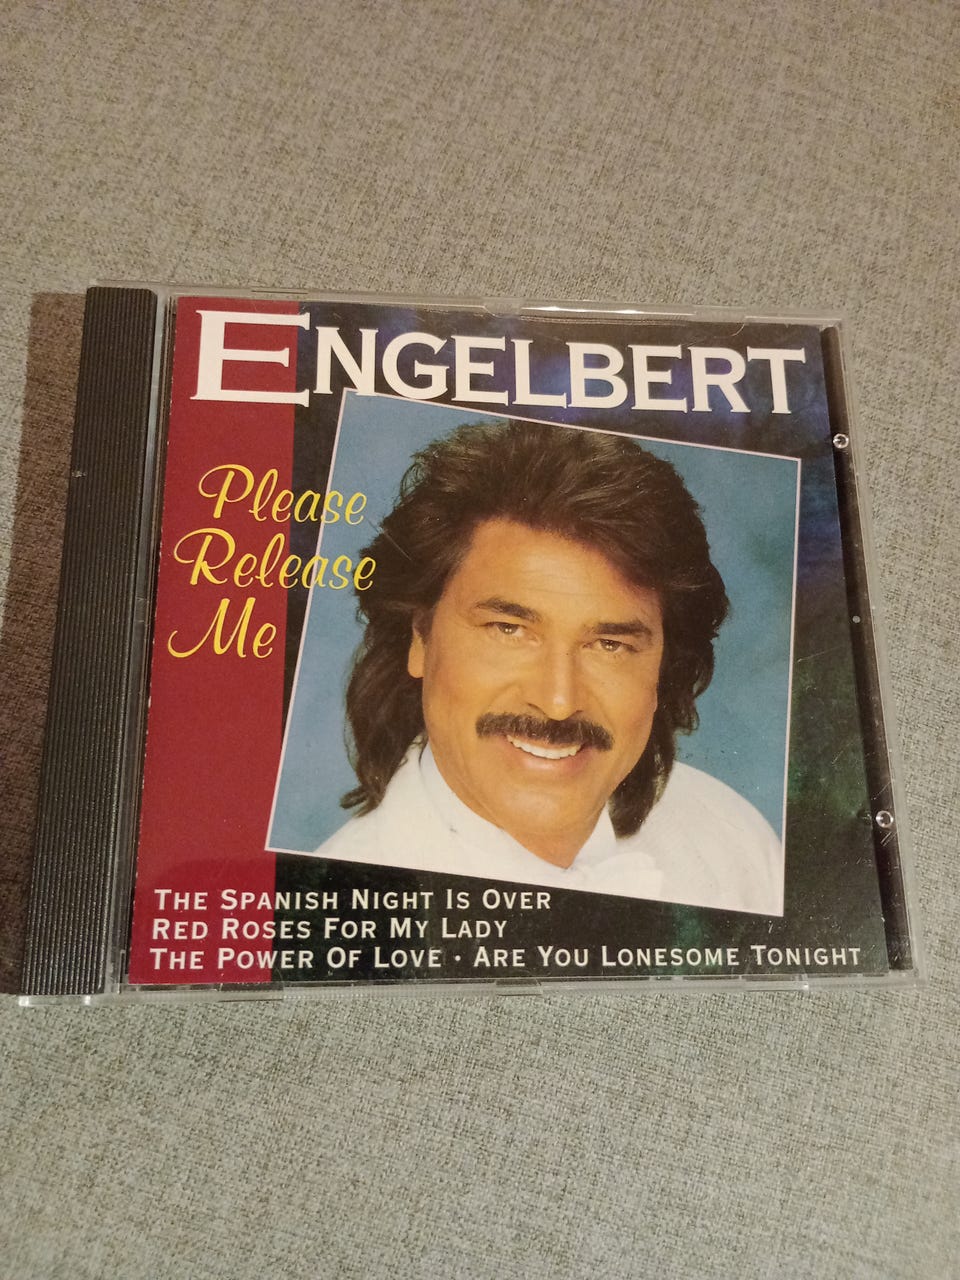 ENGELBERT
Please
Release
Me
THE SPANISH NIGHT IS OVER
RED ROSES FOR MY LADY
THE POWER OF LOVE · ARE YOU LONESOME TONIGHT